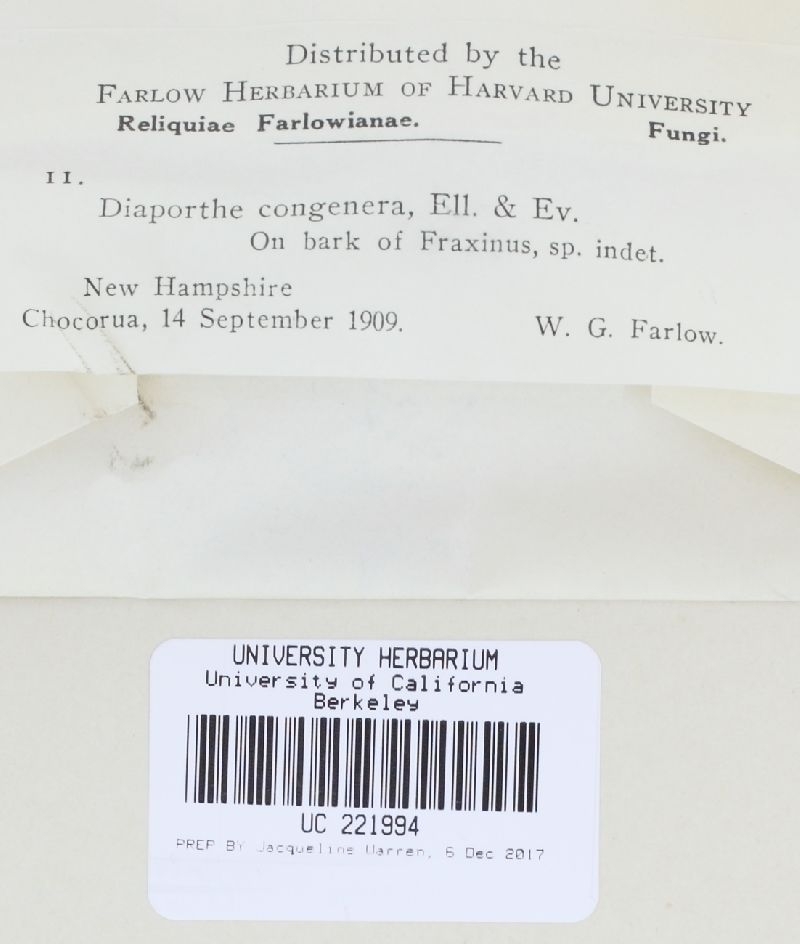 Distributed by the
Farlow Herbarium of Harvard University
Reliquiae Farlowianae. Fungi.
11.
Diaporthe congenera, Ell. & Ev.
On bark of Fraxinus, sp. indet.
New Hampshire
Chocorua, 14 September 1909. W. G. Farlow.
UNIVERSITY HERBARIUM
University of California
Berkeley
UC 221994
PREP BY Jacqueline Warren, 6 Dec 2017